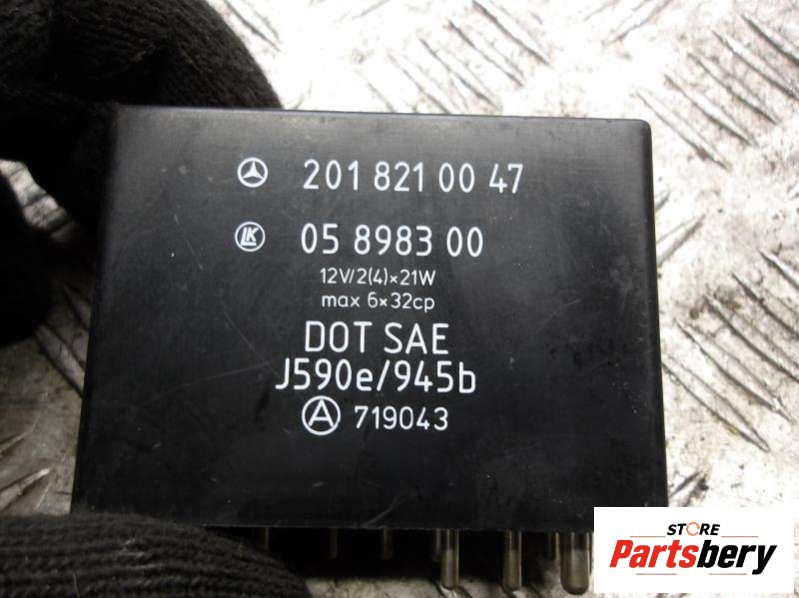 201 821 00 47
LK 05 8983 00
12V/2(4)×21W
max 6×32cp
DOT SAE
J590e/945b
A 719043
STORE
Partsbery